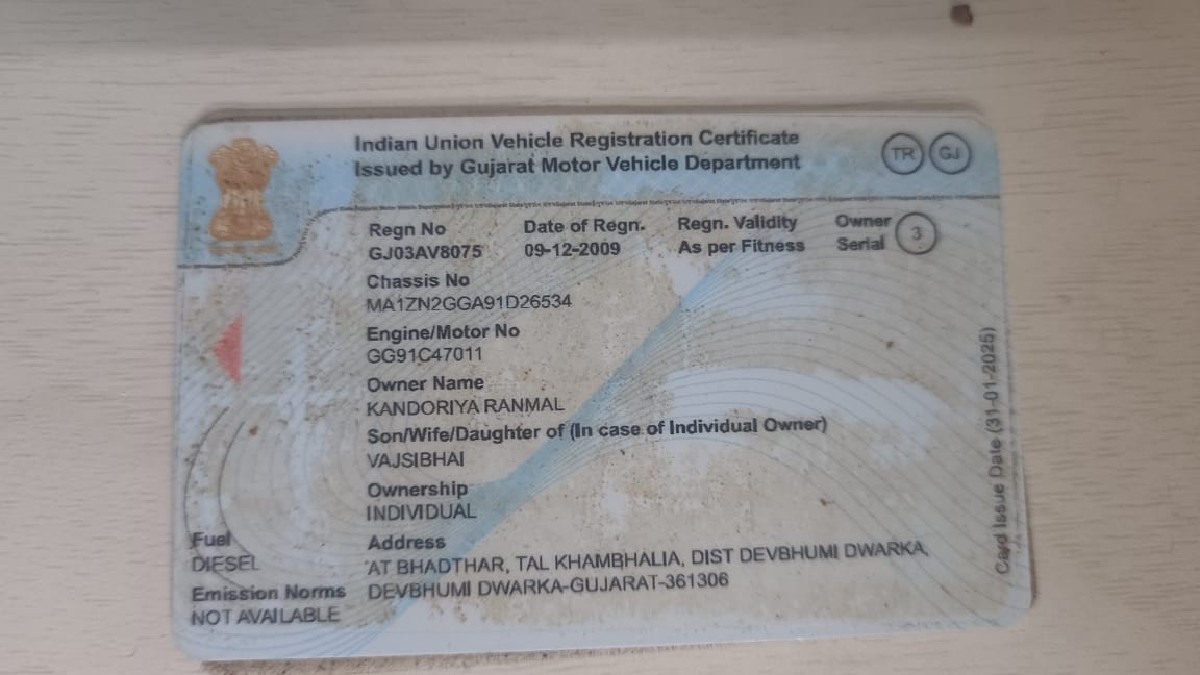 Indian Union Vehicle Registration Certificate
Issued by Gujarat Motor Vehicle Department
TR GJ
Regn No Date of Regn. Regn. Validity Owner Serial 3
GJ03AV8075 09-12-2009 As per Fitness
Chassis No
MA1ZN2GGA91D26534
Engine/Motor No
GG91C47011
Owner Name
KANDORIYA RANMAL
Son/Wife/Daughter of (In case of Individual Owner)
VAJSIBHAI
Ownership
INDIVIDUAL
Fuel
DIESEL
Emission Norms
NOT AVAILABLE
Address
'AT BHADTHAR, TAL KHAMBHALIA, DIST DEVBHUMI DWARKA,
DEVBHUMI DWARKA-GUJARAT-361306
Card Issue Date (31-01-2025)